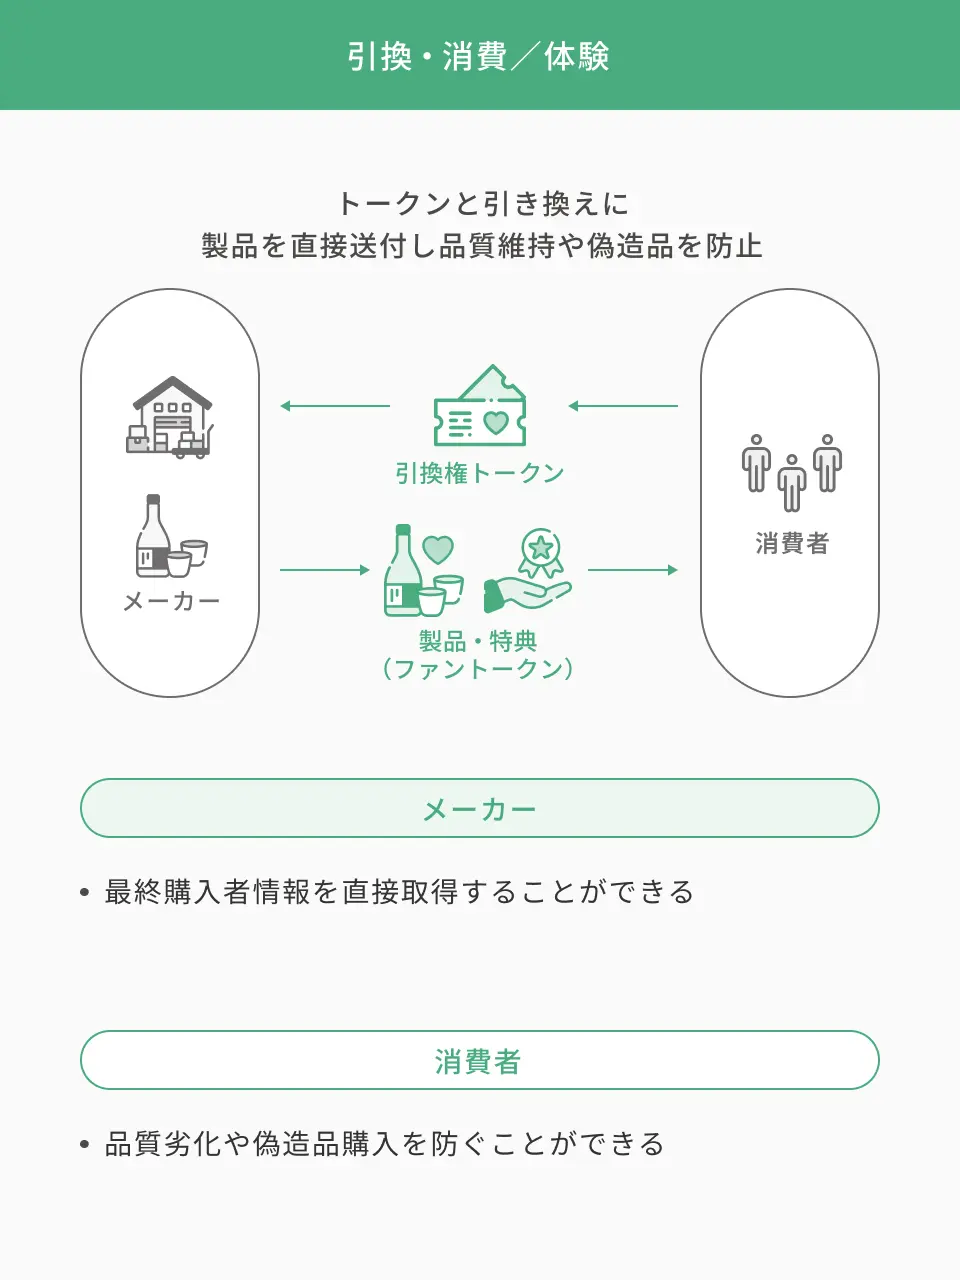 引換・消費／体験
トークンと引き換えに
製品を直接送付し品質維持や偽造品を防止
引換権トークン
消費者
メーカー
製品・特典
（ファントークン）
メーカー
• 最終購入者情報を直接取得することができる
消費者
• 品質劣化や偽造品購入を防ぐことができる